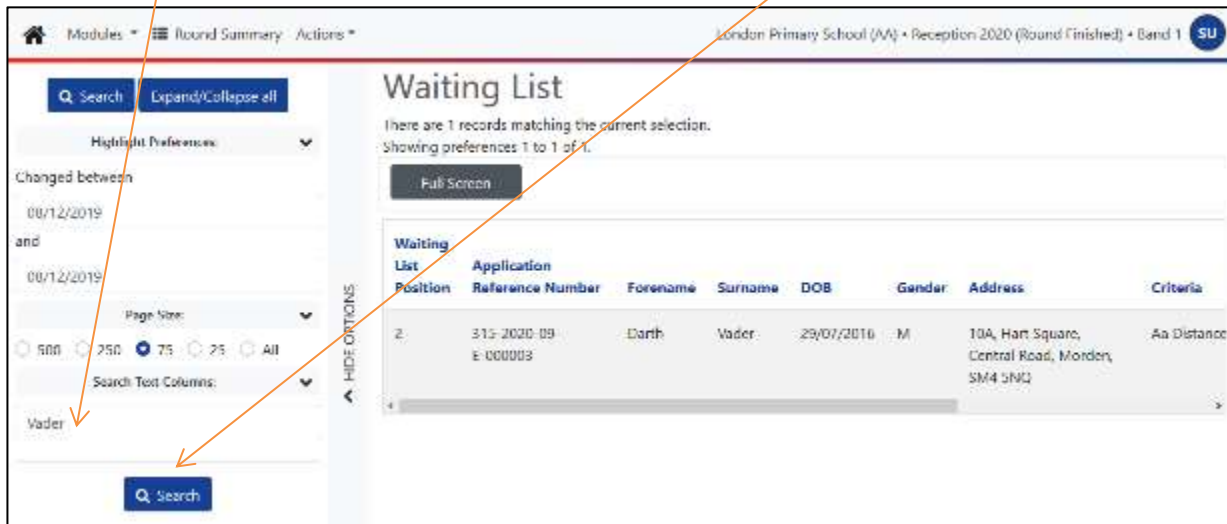 Modules Round Summary Actions London Primary School (AA) • Reception 2020 (Round Finished) • Band 1 SU
Search Expand/Collapse all
Highlight Preferences:
Changed between
08/12/2019
and
08/12/2019
Page Size:
500 250 75 25 All
Search Text Columns:
Vader
Search
HIDE OPTIONS
Waiting List
There are 1 records matching the current selection.
Showing preferences 1 to 1 of 1.
Full Screen
Waiting List Position Application Reference Number Forename Surname DOB Gender Address Criteria
2 315-2020-09-E-000003 Darth Vader 29/07/2016 M 10A, Hart Square, Central Road, Morden, SM4 5NQ Aa Distance